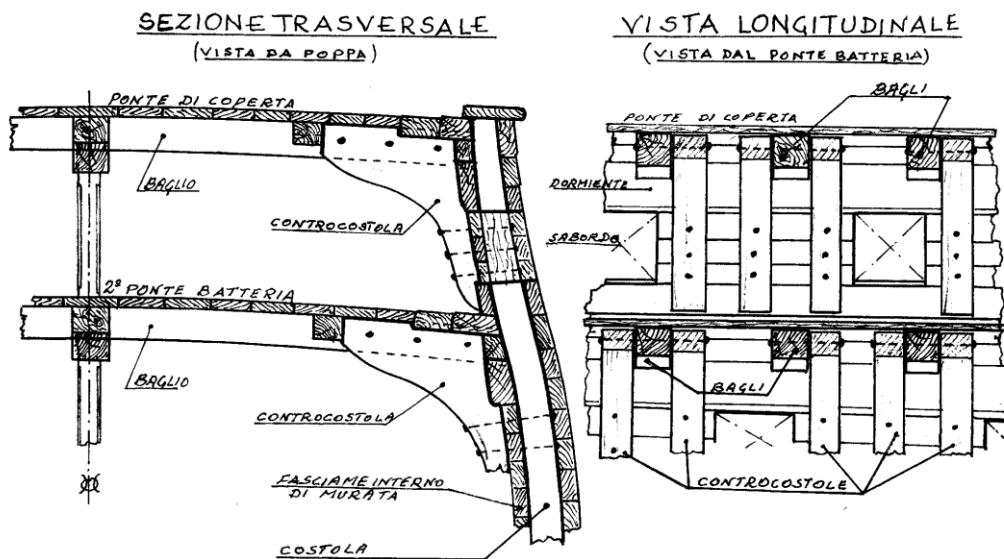 SEZIONE TRASVERSALE
(VISTA DA POPPA)
PONTE DI COPERTA
BAGLIO
CONTROCOSTOLA
2º PONTE BATTERIA
BAGLIO
CONTROCOSTOLA
FASCIAME INTERNO
DI MURATA
COSTOLA
VISTA LONGITUDINALE
(VISTA DAL PONTE BATTERIA)
BAGLI
PONTE DI COPERTA
DORMIENTE
SABORDO
BAGLI
CONTROCOSTOLE